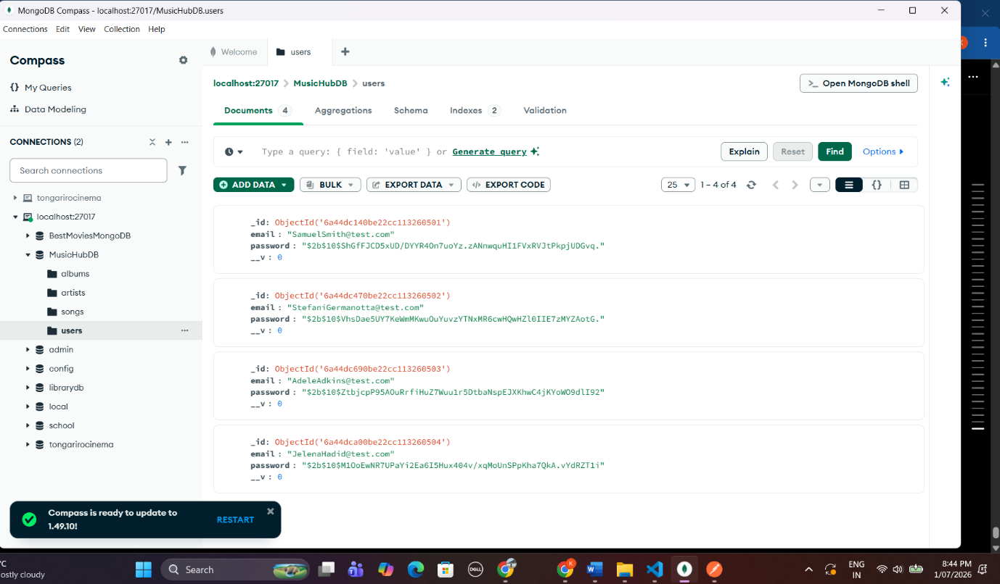 MongoDB Compass - localhost:27017/MusicHubDB.users
Connections Edit View Collection Help
Compass
My Queries
Data Modeling
CONNECTIONS (2)
Search connections
tongarirocinema
localhost:27017
BestMoviesMongoDB
MusicHubDB
albums
artists
songs
users
admin
config
librarydb
local
school
tongarirocinema
Welcome
users
localhost:27017 > MusicHubDB > users
>_ Open MongoDB shell
Documents 4 Aggregations Schema Indexes 2 Validation
Type a query: { field: 'value' } or Generate query
Explain Reset Find Options
ADD DATA BULK EXPORT DATA EXPORT CODE
25 1 – 4 of 4
_id: ObjectId('6a44dc140be22cc113260501')
email : "SamuelSmith@test.com"
password : "$2b$10$ShGfFJCD5xUD/DYYR4On7uoYz.zANnwquHI1FVxRVJtPkpjUDGvq."
__v : 0
_id: ObjectId('6a44dc470be22cc113260502')
email : "StefaniGermanotta@test.com"
password : "$2b$10$VhsDae5UY7KeWmMKwuOuYuvzYTNxMR6cwHQwHZl0IIE7zMYZAotG."
__v : 0
_id: ObjectId('6a44dc690be22cc113260503')
email : "AdeleAdkins@test.com"
password : "$2b$10$ZtbjcpP95AOuRrfiHuZ7Wuu1r5DtbaNspEJXKhwC4jKYoWO9dlI92"
__v : 0
_id: ObjectId('6a44dca00be22cc113260504')
email : "JelenaHadid@test.com"
password : "$2b$10$M1OoEwNR7UPaYi2Ea6I5Hux404v/xqMoUnSPpKha7QkA.vYdRZT1i"
__v : 0
Compass is ready to update to
1.49.10!
RESTART
°C
ostly cloudy
Search
DELL
K
ENG
IN
8:44 PM
1/07/2026